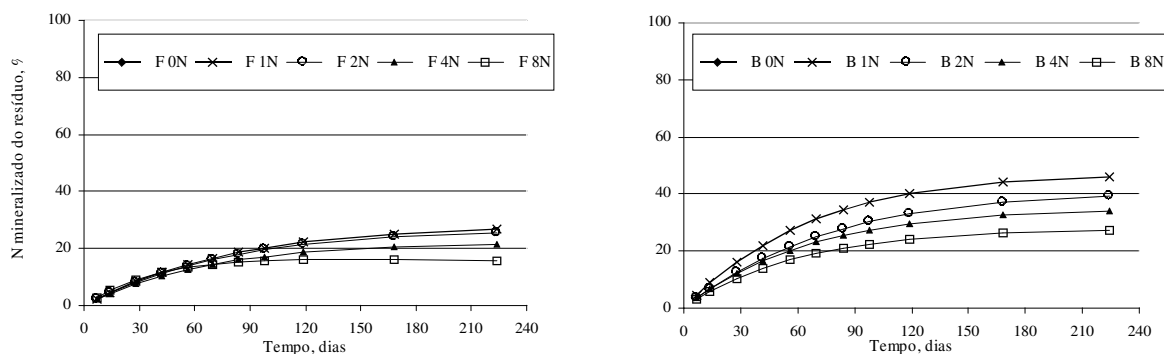 N mineralizado do resíduo, %
100
80
60
40
20
0
F 0N F 1N F 2N F 4N F 8N
0 30 60 90 120 150 180 210 240
Tempo, dias
100
80
60
40
20
0
B 0N B 1N B 2N B 4N B 8N
0 30 60 90 120 150 180 210 240
Tempo, dias